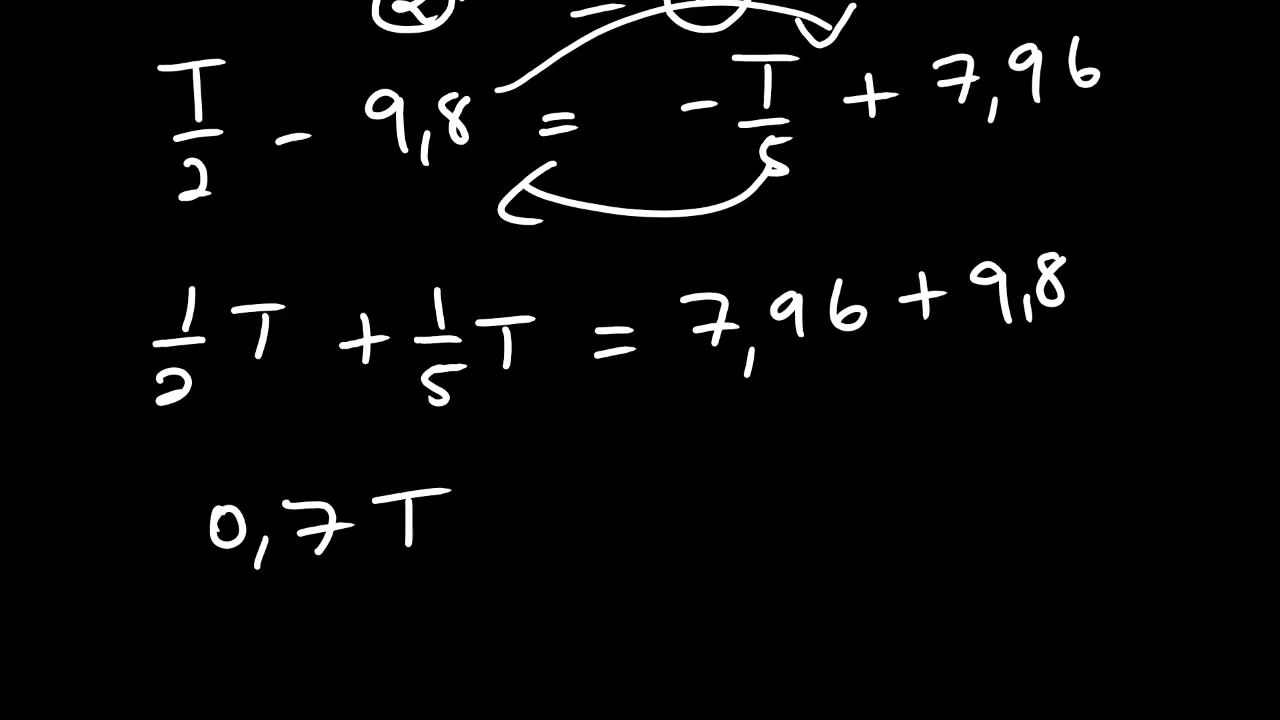 T/2 - 9,8 = - T/5 + 7,96
1/2 T + 1/5 T = 7,96 + 9,8
0,7 T